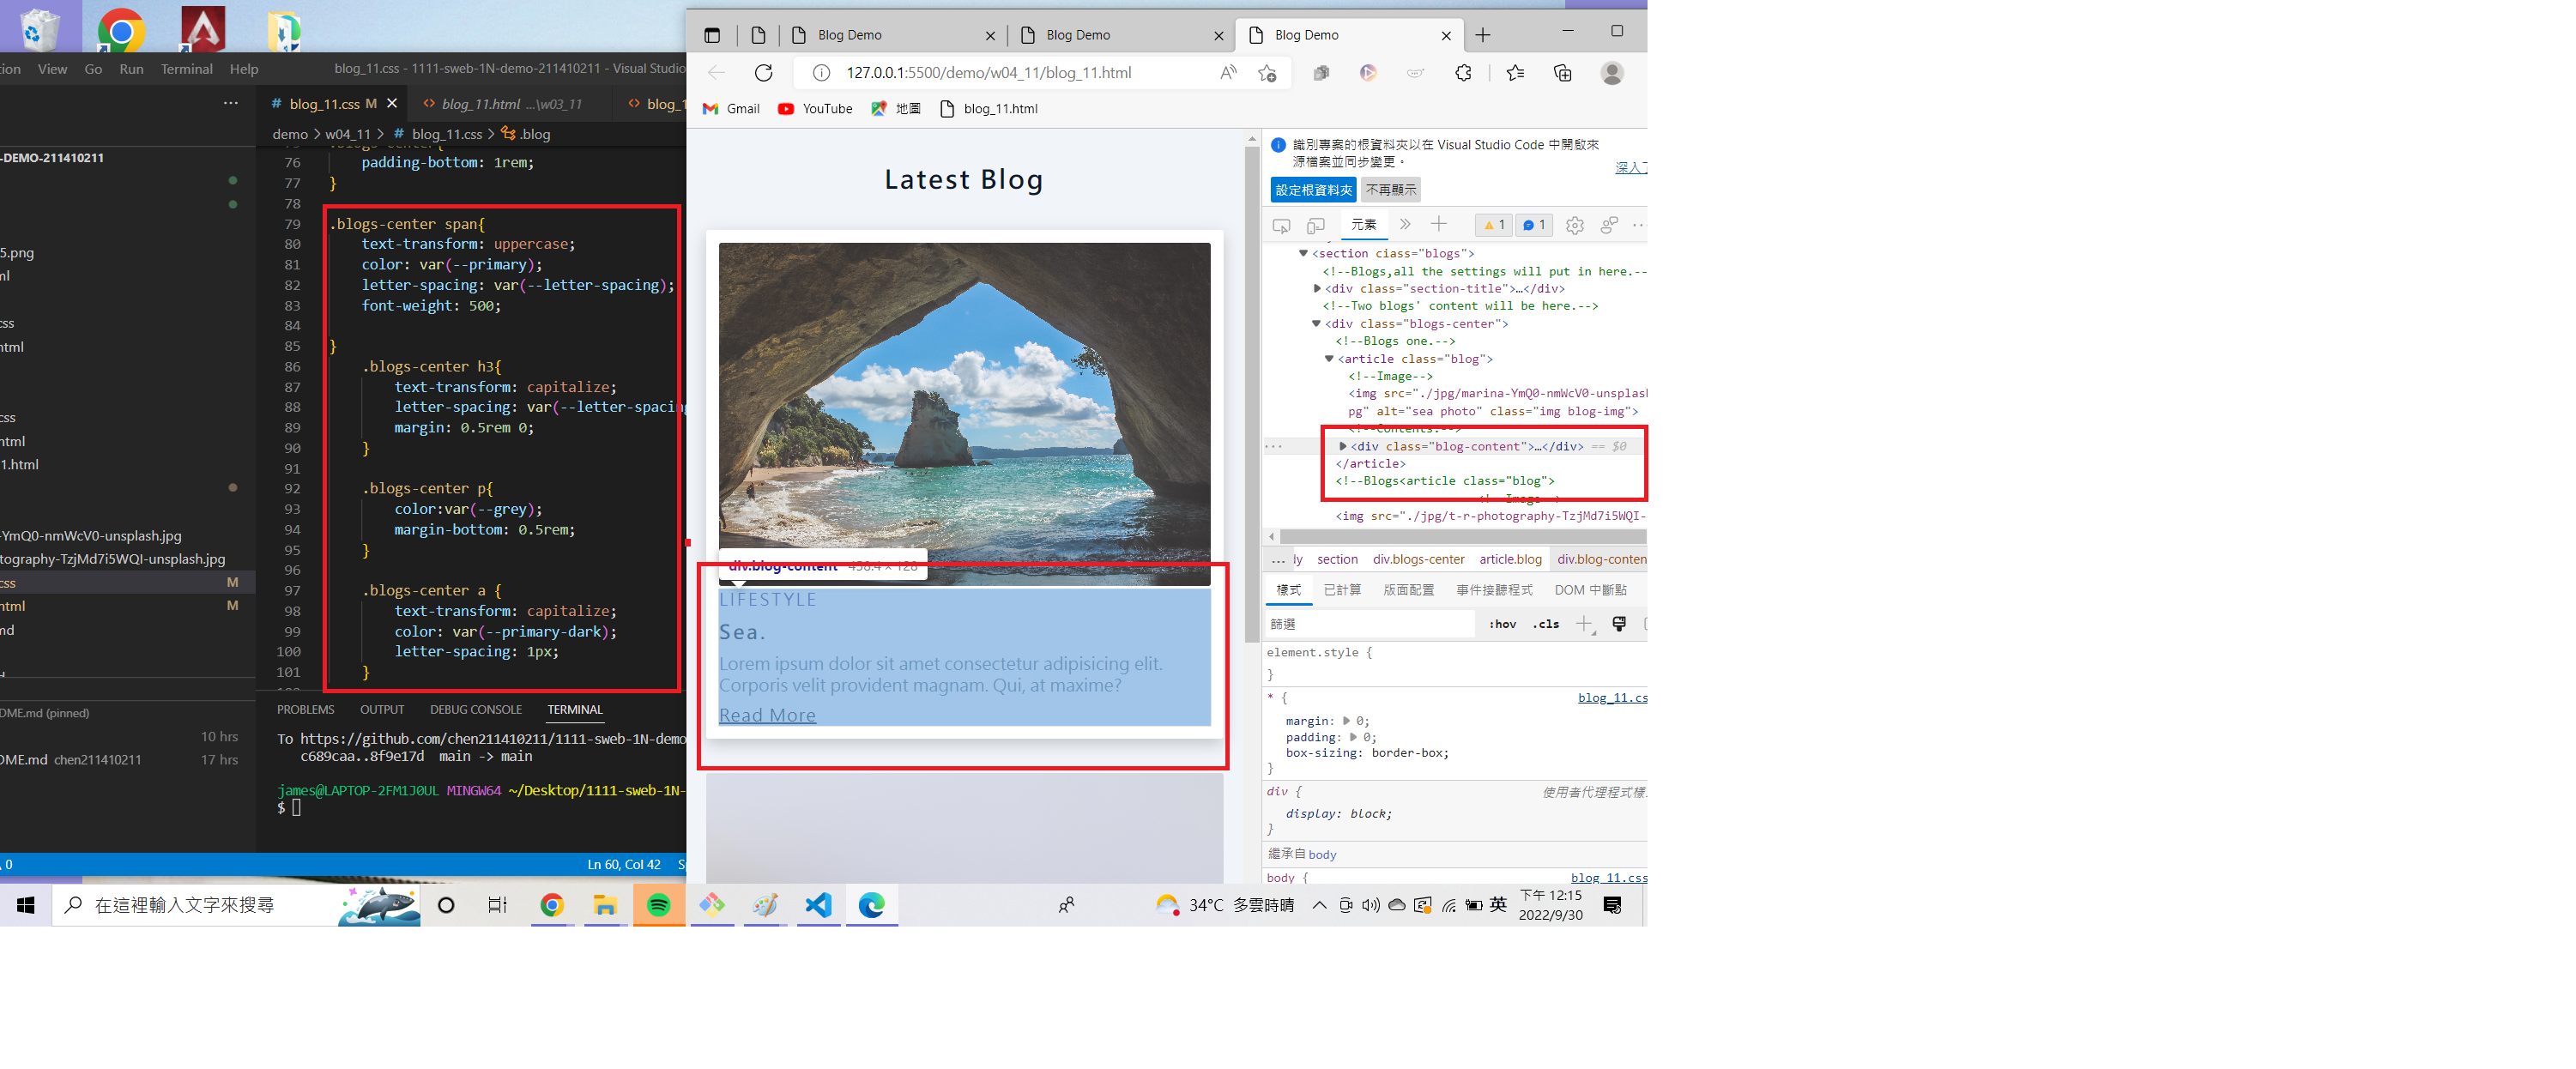 tion View Go Run Terminal Help
blog_11.css - 1111-sweb-1N-demo-211410211 - Visual Studio
-DEMO-211410211
5.png
ml
css
html
css
html
1.html
-YmQ0-nmWcV0-unsplash.jpg
tography-TzjMd7i5WQI-unsplash.jpg
css M
html M
md
DME.md (pinned)
10 hrs
DME.md chen211410211 17 hrs
# blog_11.css M
<> blog_11.html ...\w03_11
<> blog_1
demo > w04_11 > # blog_11.css > .blog
76 padding-bottom: 1rem;
77 }
78
79 .blogs-center span{
80 text-transform: uppercase;
81 color: var(--primary);
82 letter-spacing: var(--letter-spacing);
83 font-weight: 500;
84
85 }
86 .blogs-center h3{
87 text-transform: capitalize;
88 letter-spacing: var(--letter-spacing
89 margin: 0.5rem 0;
90 }
91
92 .blogs-center p{
93 color:var(--grey);
94 margin-bottom: 0.5rem;
95 }
96
97 .blogs-center a {
98 text-transform: capitalize;
99 color: var(--primary-dark);
100 letter-spacing: 1px;
101 }
PROBLEMS OUTPUT DEBUG CONSOLE TERMINAL
To https://github.com/chen211410211/1111-sweb-1N-demo
c689caa..8f9e17d main -> main
james@LAPTOP-2FM1J0UL MINGW64 ~/Desktop/1111-sweb-1N-
$
0
Ln 60, Col 42
Blog Demo
Blog Demo
Blog Demo
127.0.0.1:5500/demo/w04_11/blog_11.html
Gmail YouTube 地圖 blog_11.html
Latest Blog
div.blog-content 458.4 × 128
LIFESTYLE
Sea.
Lorem ipsum dolor sit amet consectetur adipisicing elit.
Corporis velit provident magnam. Qui, at maxime?
Read More
識別專案的根資料夾以在 Visual Studio Code 中開啟來
源檔案並同步變更。
深入了
設定根資料夾 不再顯示
元素 1 1
<section class="blogs">
<!--Blogs,all the settings will put in here.--
<div class="section-title">…</div>
<!--Two blogs' content will be here.-->
<div class="blogs-center">
<!--Blogs one.-->
<article class="blog">
<!--Image-->
<img src="./jpg/marina-YmQ0-nmWcV0-unsplash
pg" alt="sea photo" class="img blog-img">
<!--Contents.-->
<div class="blog-content">…</div> == $0
</article>
<!--Blogs<article class="blog">
<!--Image-->
<img src="./jpg/t-r-photography-TzjMd7i5WQI-
... ly section div.blogs-center article.blog div.blog-conten
樣式 已計算 版面配置 事件接聽程式 DOM 中斷點
篩選 :hov .cls
element.style {
}
* { blog_11.cs
margin: 0;
padding: 0;
box-sizing: border-box;
}
div { 使用者代理程式樣
display: block;
}
繼承自 body
body { blog_11.css
在這裡輸入文字來搜尋
34°C 多雲時晴
英
下午 12:15
2022/9/30